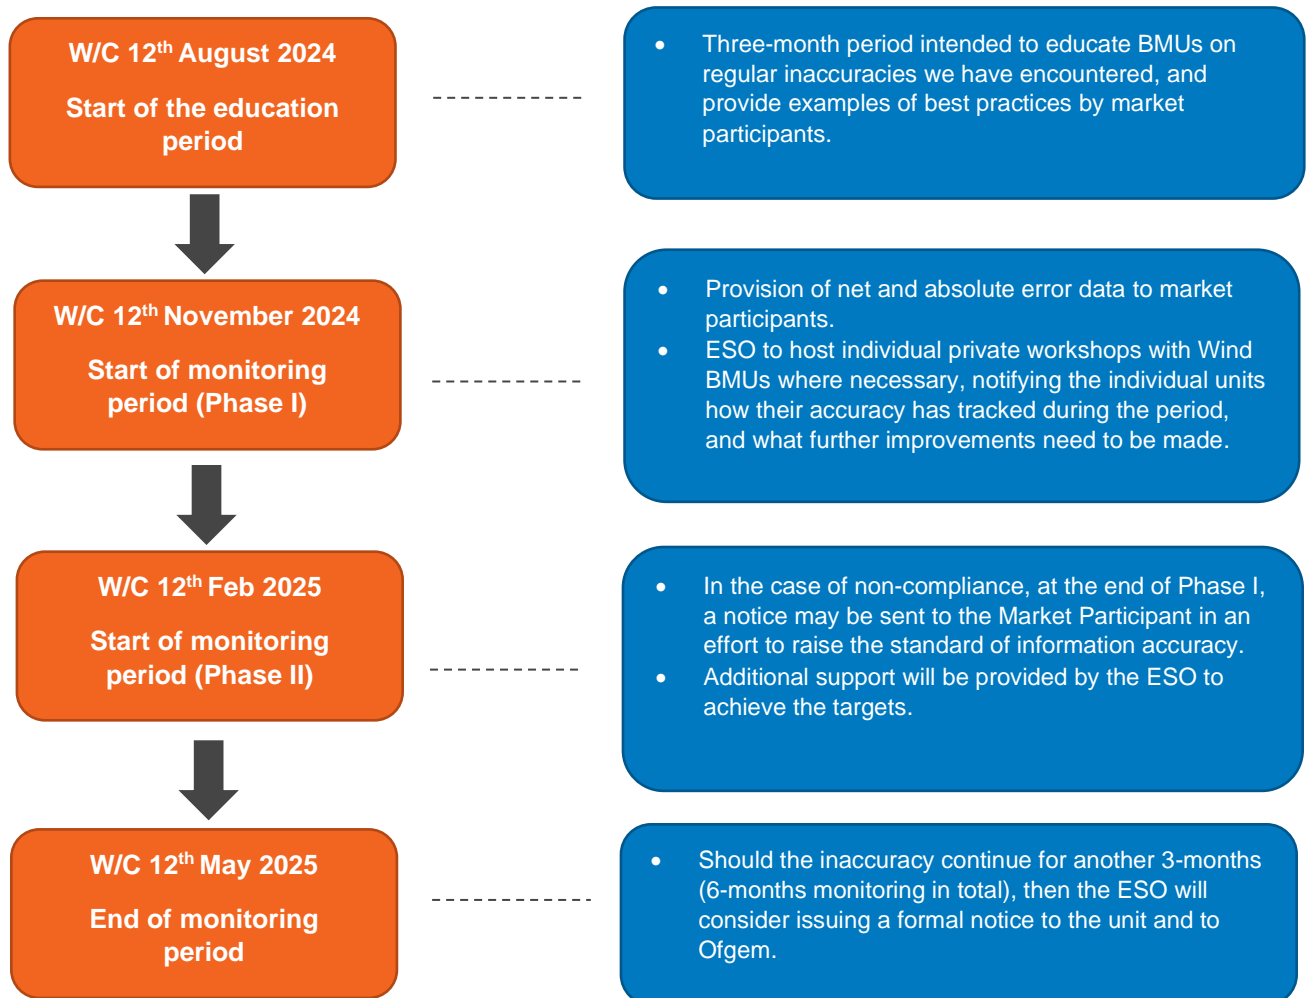 W/C 12th August 2024
Start of the education
period
• Three-month period intended to educate BMUs on
regular inaccuracies we have encountered, and
provide examples of best practices by market
participants.
W/C 12th November 2024
Start of monitoring
period (Phase I)
• Provision of net and absolute error data to market
participants.
• ESO to host individual private workshops with Wind
BMUs where necessary, notifying the individual units
how their accuracy has tracked during the period,
and what further improvements need to be made.
W/C 12th Feb 2025
Start of monitoring
period (Phase II)
• In the case of non-compliance, at the end of Phase I,
a notice may be sent to the Market Participant in an
effort to raise the standard of information accuracy.
• Additional support will be provided by the ESO to
achieve the targets.
W/C 12th May 2025
End of monitoring
period
• Should the inaccuracy continue for another 3-months
(6-months monitoring in total), then the ESO will
consider issuing a formal notice to the unit and to
Ofgem.